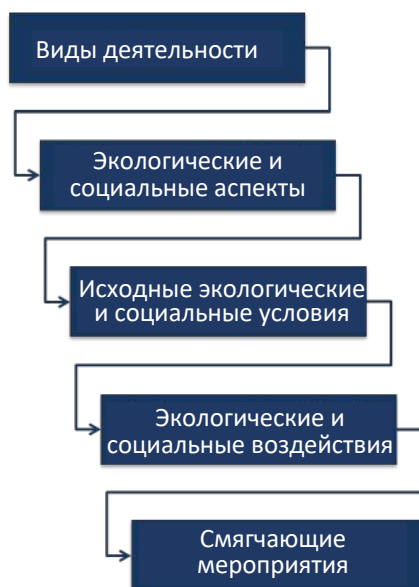 Виды деятельности
Экологические и
социальные аспекты
Исходные экологические
и социальные условия
Экологические и
социальные воздействия
Смягчающие
мероприятия